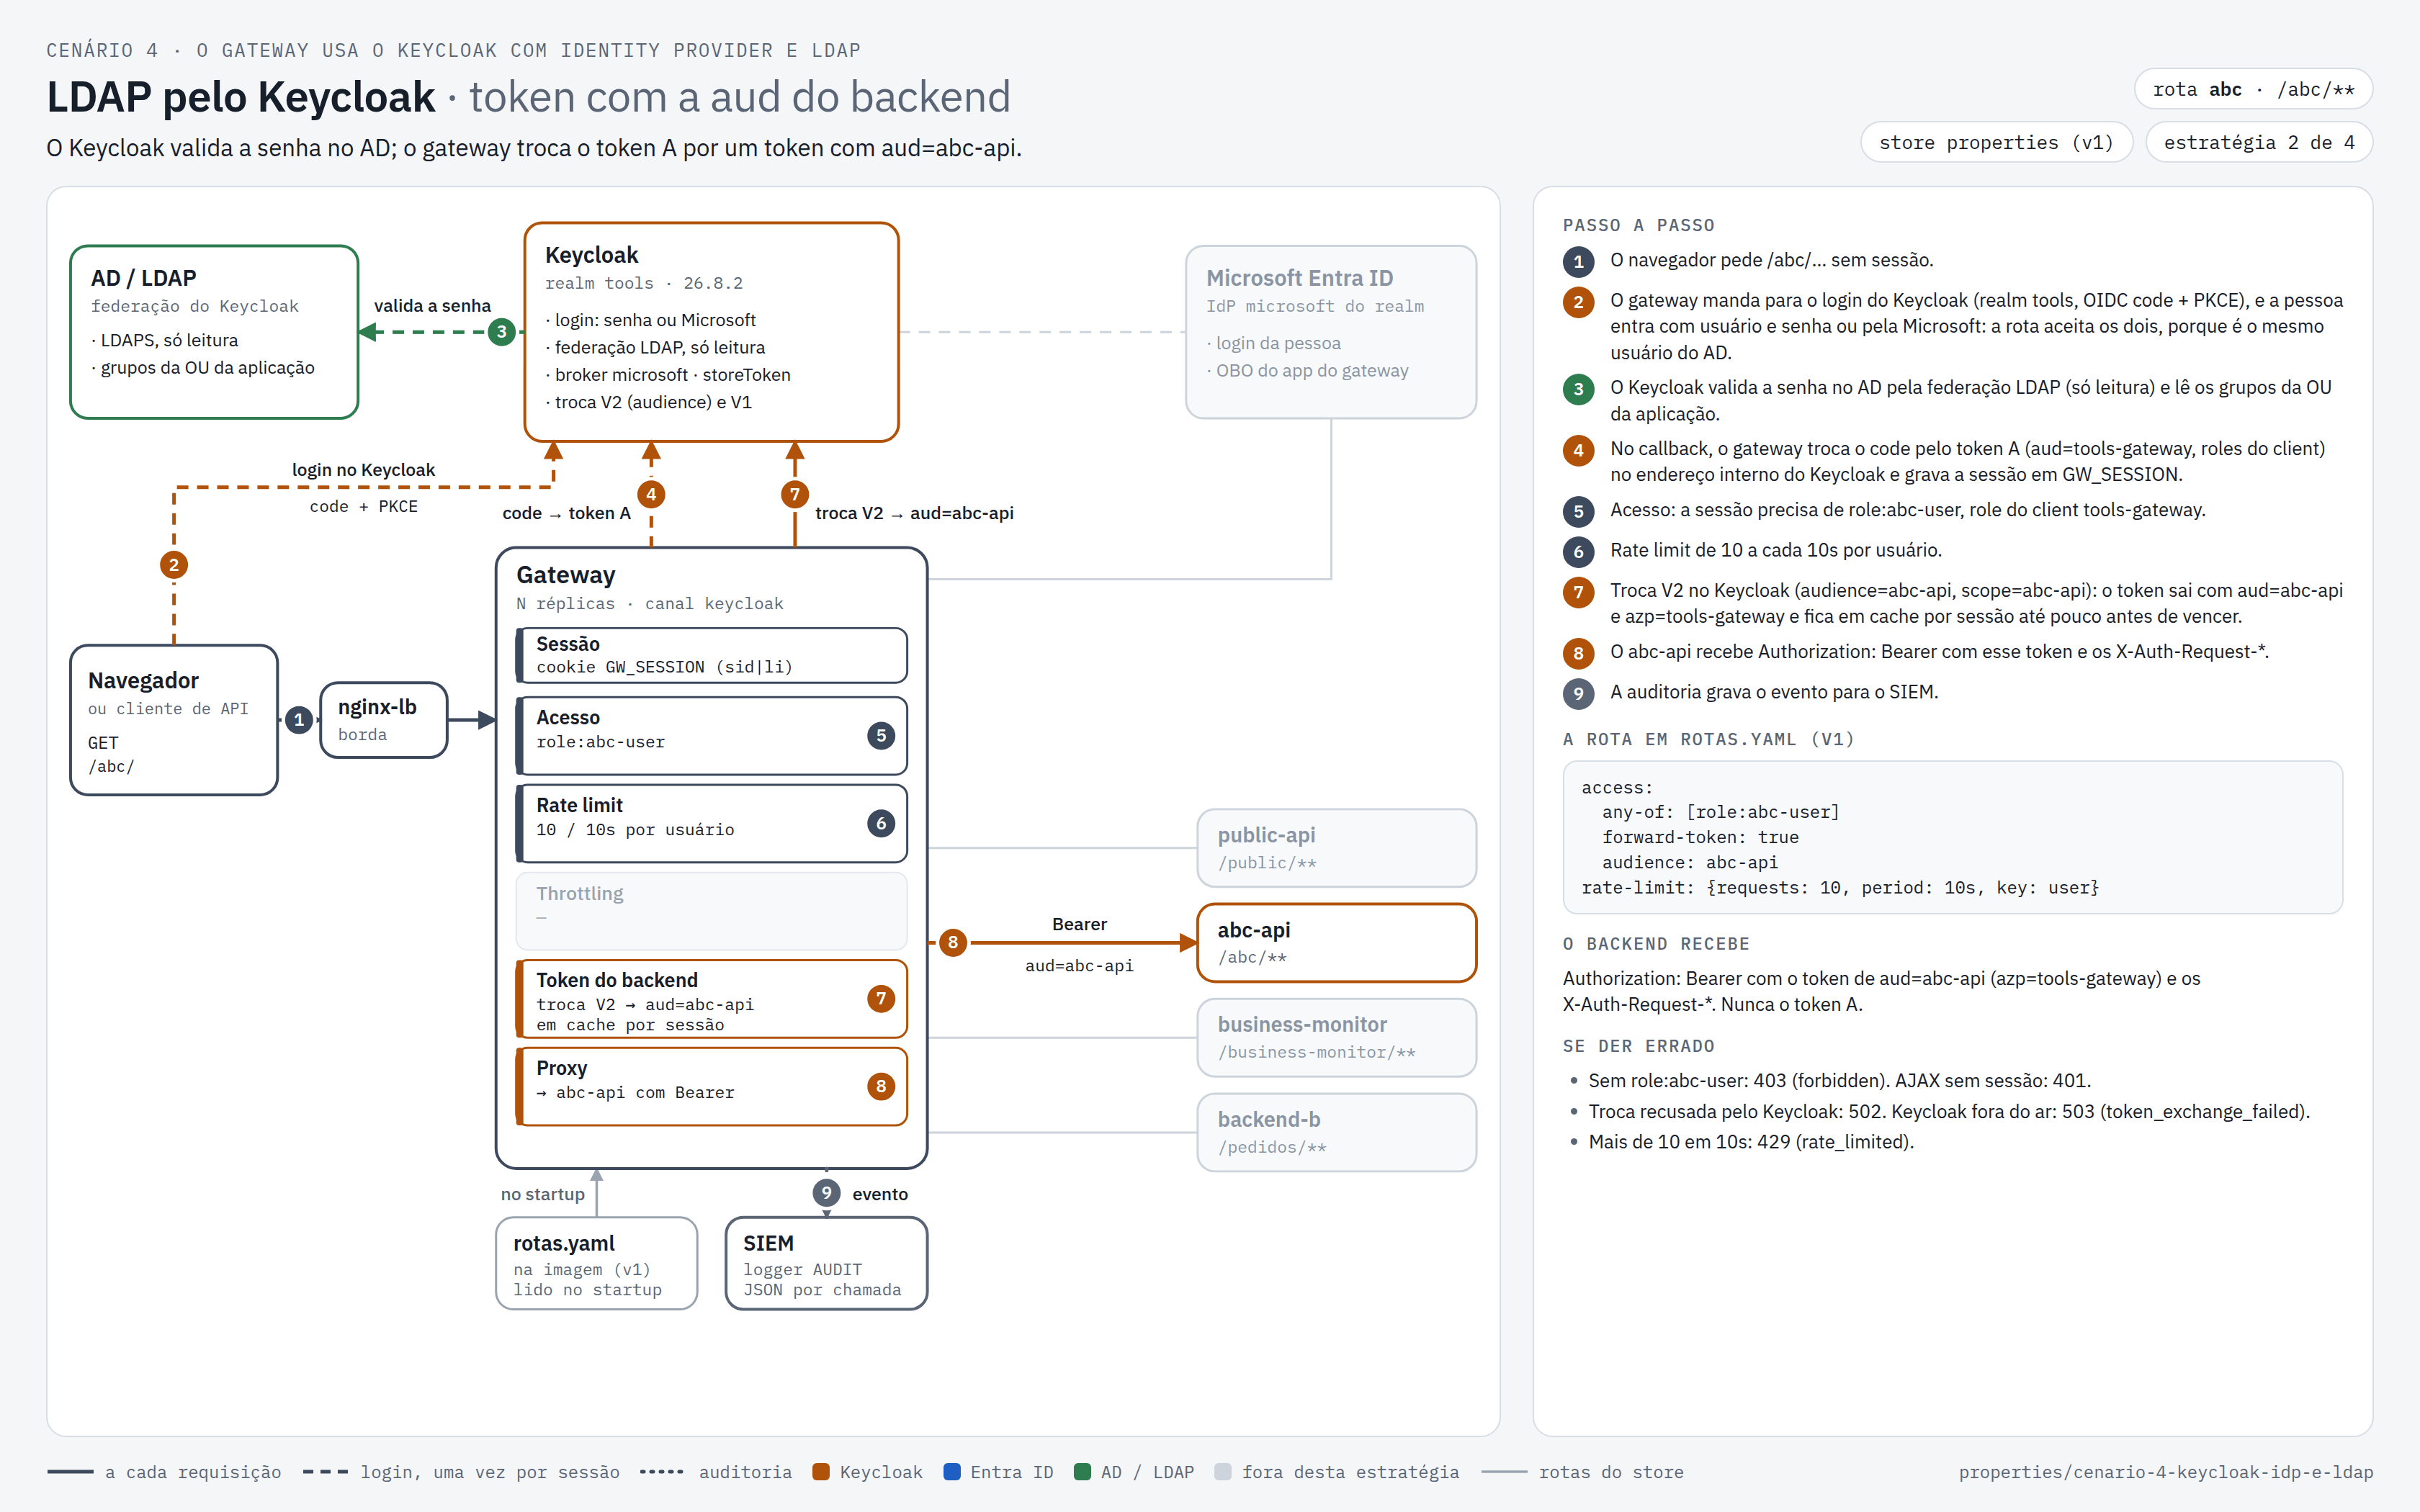 CENÁRIO 4 · O GATEWAY USA O KEYCLOAK COM IDENTITY PROVIDER E LDAP
LDAP pelo Keycloak · token com a aud do backend
O Keycloak valida a senha no AD; o gateway troca o token A por um token com aud=abc-api.
rota abc · /abc/**
store properties (v1)
estratégia 2 de 4
AD / LDAP
federação do Keycloak
· LDAPS, só leitura
· grupos da OU da aplicação
valida a senha
3
Keycloak
realm tools · 26.8.2
· login: senha ou Microsoft
· federação LDAP, só leitura
· broker microsoft · storeToken
· troca V2 (audience) e V1
Microsoft Entra ID
IdP microsoft do realm
· login da pessoa
· OBO do app do gateway
login no Keycloak
code + PKCE
2
4
code → token A
7
troca V2 → aud=abc-api
Navegador
ou cliente de API
GET
/abc/
1
nginx-lb
borda
Gateway
N réplicas · canal keycloak
Sessão
cookie GW_SESSION (sid|li)
Acesso
role:abc-user
5
Rate limit
10 / 10s por usuário
6
Throttling
—
Token do backend
troca V2 → aud=abc-api
em cache por sessão
7
Proxy
→ abc-api com Bearer
8
8
Bearer
aud=abc-api
public-api
/public/**
abc-api
/abc/**
business-monitor
/business-monitor/**
backend-b
/pedidos/**
no startup
9
evento
rotas.yaml
na imagem (v1)
lido no startup
SIEM
logger AUDIT
JSON por chamada
PASSO A PASSO
1 O navegador pede /abc/... sem sessão.
2 O gateway manda para o login do Keycloak (realm tools, OIDC code + PKCE), e a pessoa
entra com usuário e senha ou pela Microsoft: a rota aceita os dois, porque é o mesmo
usuário do AD.
3 O Keycloak valida a senha no AD pela federação LDAP (só leitura) e lê os grupos da OU
da aplicação.
4 No callback, o gateway troca o code pelo token A (aud=tools-gateway, roles do client)
no endereço interno do Keycloak e grava a sessão em GW_SESSION.
5 Acesso: a sessão precisa de role:abc-user, role do client tools-gateway.
6 Rate limit de 10 a cada 10s por usuário.
7 Troca V2 no Keycloak (audience=abc-api, scope=abc-api): o token sai com aud=abc-api
e azp=tools-gateway e fica em cache por sessão até pouco antes de vencer.
8 O abc-api recebe Authorization: Bearer com esse token e os X-Auth-Request-*.
9 A auditoria grava o evento para o SIEM.
A ROTA EM ROTAS.YAML (V1)
access:
  any-of: [role:abc-user]
  forward-token: true
  audience: abc-api
rate-limit: {requests: 10, period: 10s, key: user}
O BACKEND RECEBE
Authorization: Bearer com o token de aud=abc-api (azp=tools-gateway) e os
X-Auth-Request-*. Nunca o token A.
SE DER ERRADO
• Sem role:abc-user: 403 (forbidden). AJAX sem sessão: 401.
• Troca recusada pelo Keycloak: 502. Keycloak fora do ar: 503 (token_exchange_failed).
• Mais de 10 em 10s: 429 (rate_limited).
a cada requisição
login, uma vez por sessão
auditoria
Keycloak
Entra ID
AD / LDAP
fora desta estratégia
rotas do store
properties/cenario-4-keycloak-idp-e-ldap